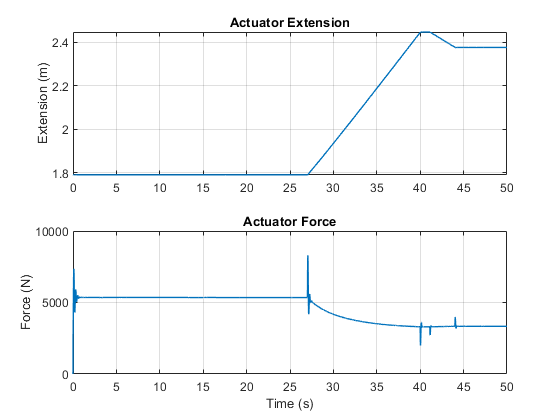 Actuator Extension
Extension (m)
2.4
2.2
2
1.8
0 5 10 15 20 25 30 35 40 45 50
Actuator Force
Force (N)
10000
5000
0
0 5 10 15 20 25 30 35 40 45 50
Time (s)